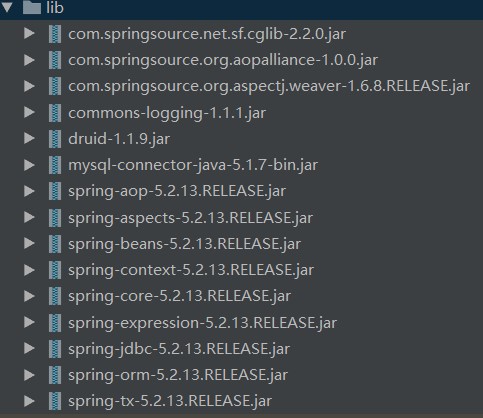 lib
com.springsource.net.sf.cglib-2.2.0.jar
com.springsource.org.aopalliance-1.0.0.jar
com.springsource.org.aspectj.weaver-1.6.8.RELEASE.jar
commons-logging-1.1.1.jar
druid-1.1.9.jar
mysql-connector-java-5.1.7-bin.jar
spring-aop-5.2.13.RELEASE.jar
spring-aspects-5.2.13.RELEASE.jar
spring-beans-5.2.13.RELEASE.jar
spring-context-5.2.13.RELEASE.jar
spring-core-5.2.13.RELEASE.jar
spring-expression-5.2.13.RELEASE.jar
spring-jdbc-5.2.13.RELEASE.jar
spring-orm-5.2.13.RELEASE.jar
spring-tx-5.2.13.RELEASE.jar